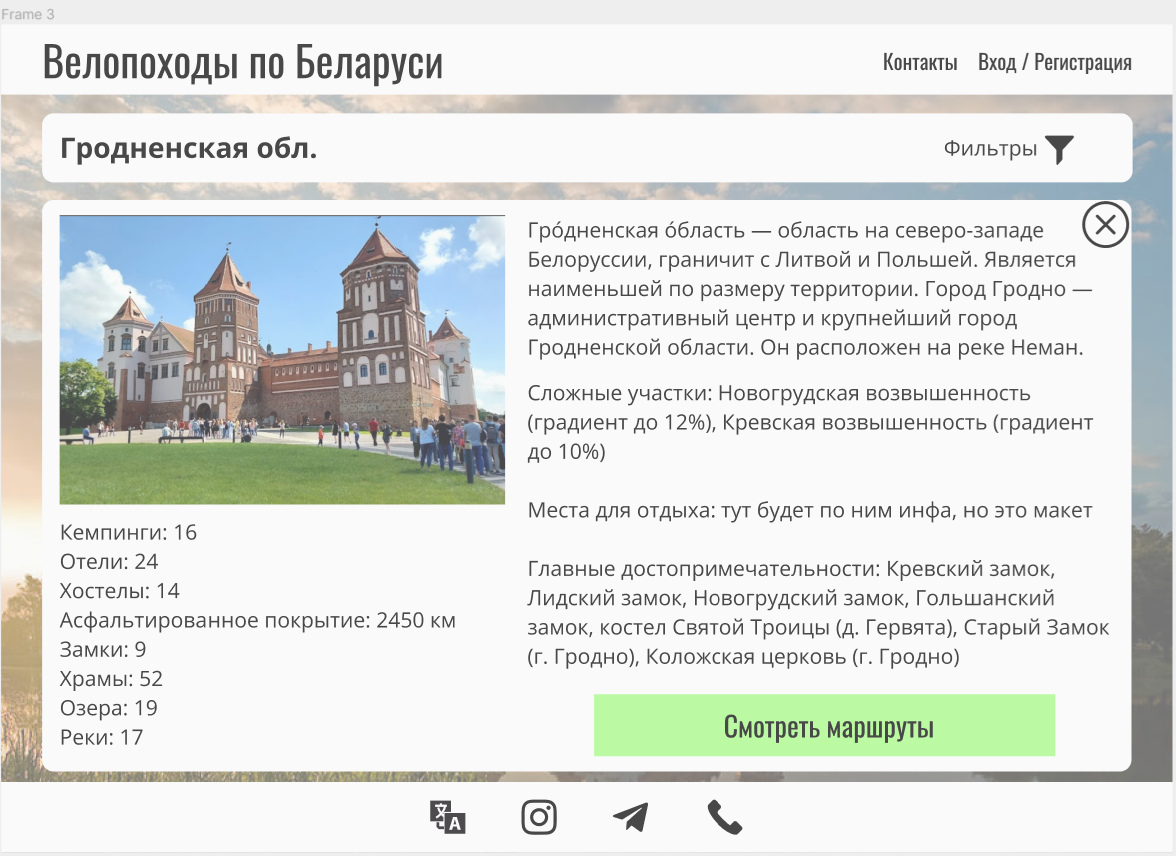 Frame 3
Велопоходы по Беларуси
Контакты Вход / Регистрация
Гродненская обл.
Фильтры
Гро́дненская о́бласть — область на северо-западе
Белоруссии, граничит с Литвой и Польшей. Является
наименьшей по размеру территории. Город Гродно —
административный центр и крупнейший город
Гродненской области. Он расположен на реке Неман.
Сложные участки: Новогрудская возвышенность
(градиент до 12%), Кревская возвышенность (градиент
до 10%)
Места для отдыха: тут будет по ним инфа, но это макет
Главные достопримечательности: Кревский замок,
Лидский замок, Новогрудский замок, Гольшанский
замок, костел Святой Троицы (д. Гервята), Старый Замок
(г. Гродно), Коложская церковь (г. Гродно)
Кемпинги: 16
Отели: 24
Хостелы: 14
Асфальтированное покрытие: 2450 км
Замки: 9
Храмы: 52
Озера: 19
Реки: 17
Смотреть маршруты
文A